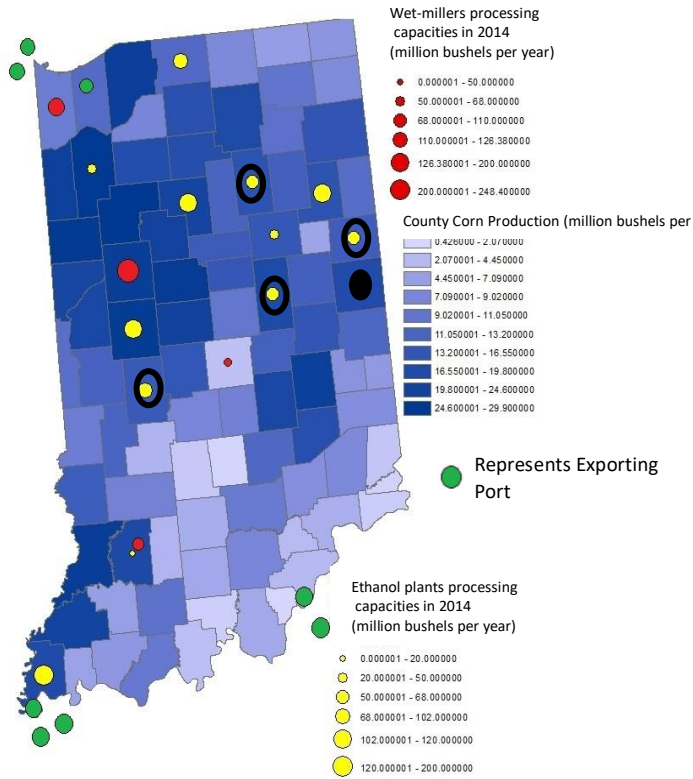 Wet-millers processing
capacities in 2014
(million bushels per year)
0.000001 - 50.000000
50.000001 - 68.000000
68.000001 - 110.000000
110.000001 - 126.380000
126.380001 - 200.000000
200.000001 - 248.400000
County Corn Production (million bushels per
0.426000 - 2.070000
2.070001 - 4.450000
4.450001 - 7.090000
7.090001 - 9.020000
9.020001 - 11.050000
11.050001 - 13.200000
13.200001 - 16.550000
16.550001 - 19.800000
19.800001 - 24.600000
24.600001 - 29.900000
Represents Exporting
Port
Ethanol plants processing
capacities in 2014
(million bushels per year)
0.000001 - 20.000000
20.000001 - 50.000000
50.000001 - 68.000000
68.000001 - 102.000000
102.000001 - 120.000000
120.000001 - 200.000000